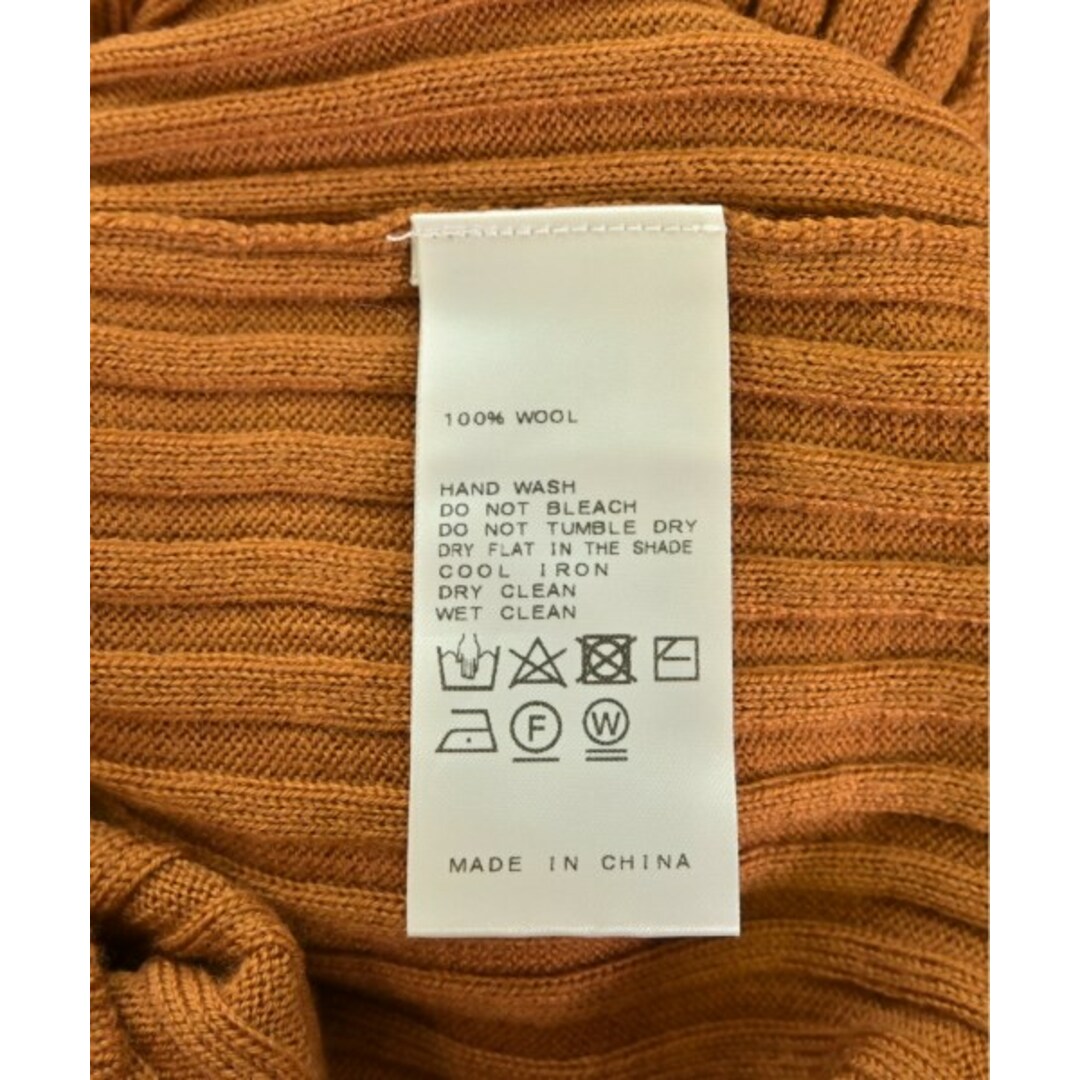 100% WOOL
HAND WASH
DO NOT BLEACH
DO NOT TUMBLE DRY
DRY FLAT IN THE SHADE
COOL IRON
DRY CLEAN
WET CLEAN
F W
MADE IN CHINA